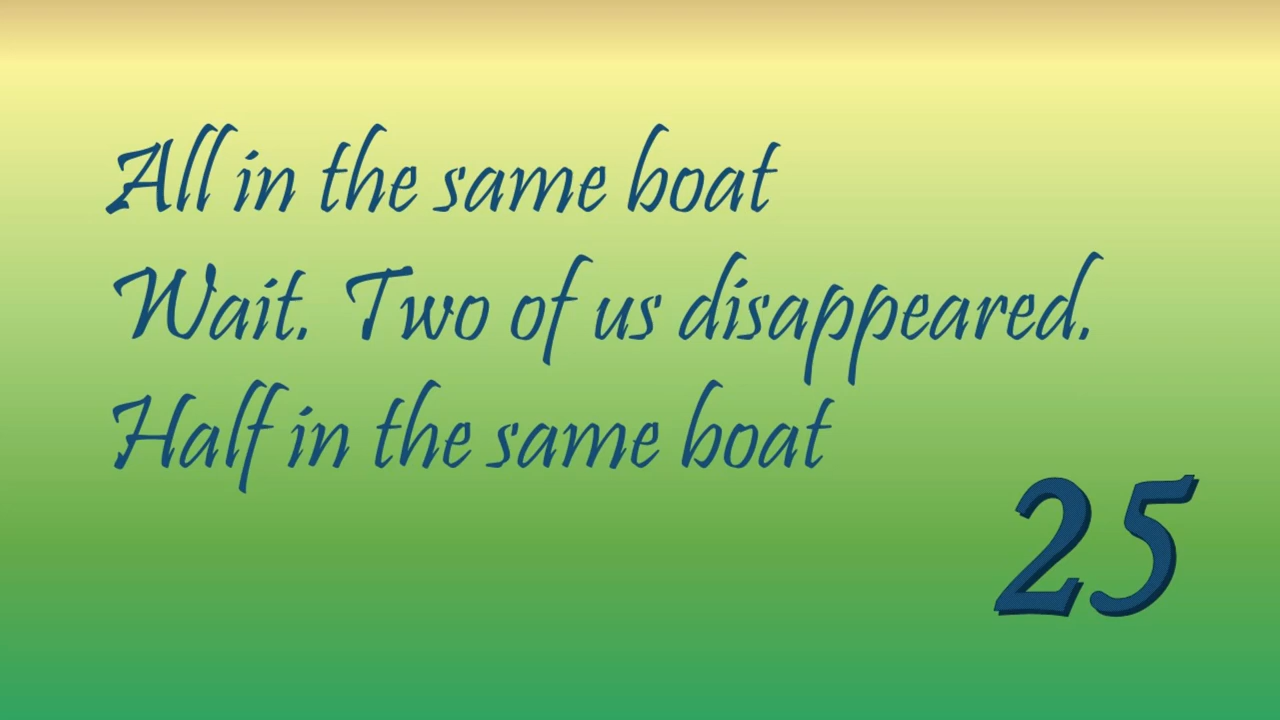 All in the same boat
Wait. Two of us disappeared.
Half in the same boat
25